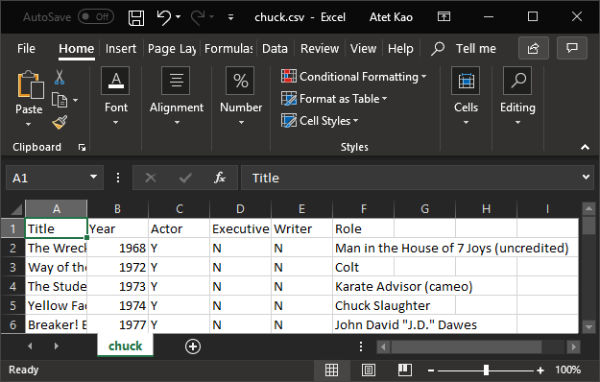 AutoSave Off chuck.csv - Excel Atet Kao
File Home Insert Page Lay Formulas Data Review View Help Tell me
Paste Font Alignment Number Conditional Formatting Cells Editing
Format as Table
Cell Styles
Clipboard Styles
A1 fx Title
A B C D E F G H I
1 Title Year Actor Executive Writer Role
2 The Wreck 1968 Y N N Man in the House of 7 Joys (uncredited)
3 Way of the 1972 Y N N Colt
4 The Stude 1973 Y N N Karate Advisor (cameo)
5 Yellow Fac 1974 Y N N Chuck Slaughter
6 Breaker! B 1977 Y N N John David "J.D." Dawes
chuck
Ready 100%